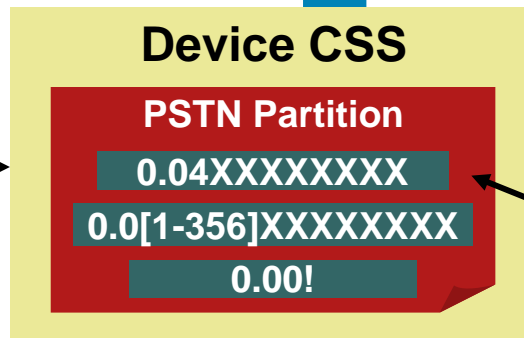 Device CSS
PSTN Partition
0.04XXXXXXXX
0.0[1-356]XXXXXXXX
0.00!